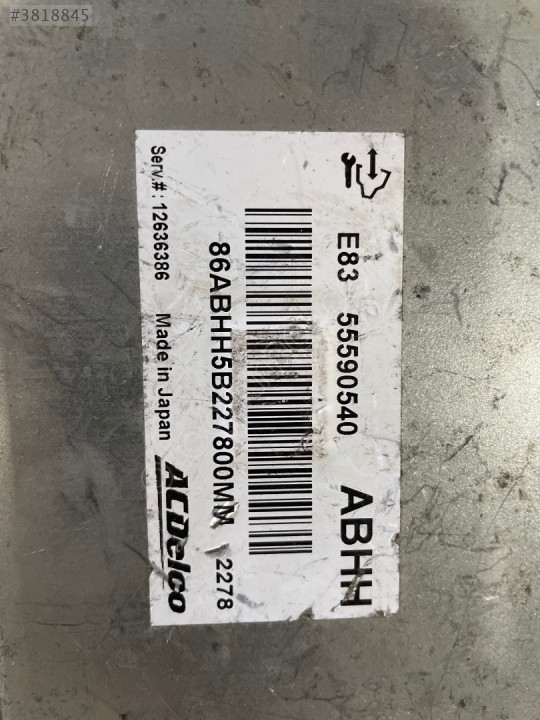 #3818845
E83 55590540 ABHH
86ABHH5B227800MM 2278
Serv.# : 12636386 Made in Japan ACDelco